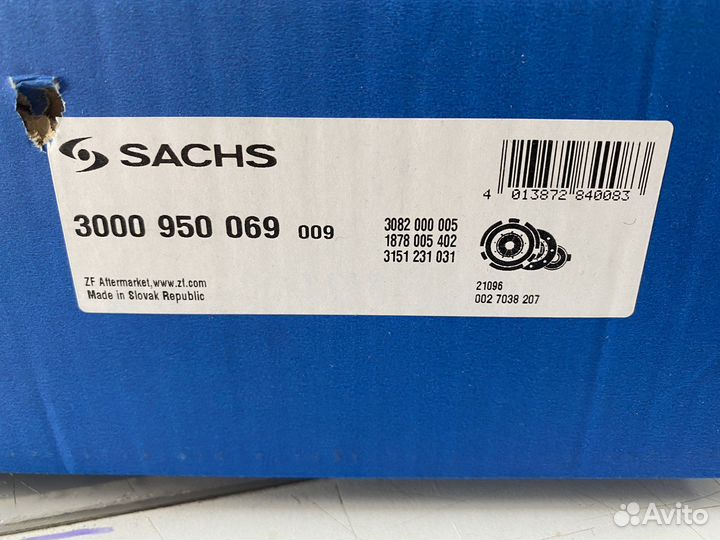 SACHS
3000 950 069 009
3082 000 005
1878 005 402
3151 231 031
ZF Aftermarket,www.zf.com
Made in Slovak Republic
4 013872 840083
21096
002 7038 207
Avito